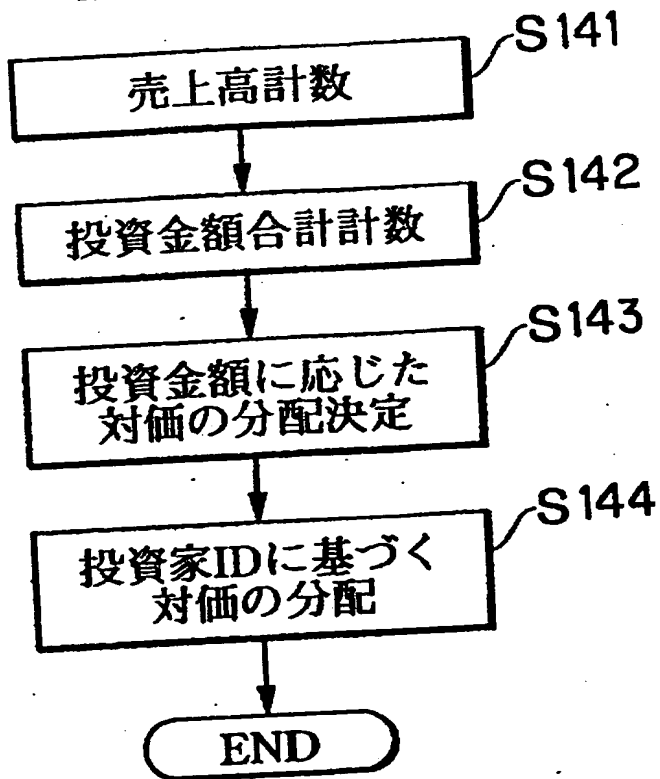 S141
売上高計数
S142
投資金額合計計数
S143
投資金額に応じた
対価の分配決定
S144
投資家IDに基づく
対価の分配
END